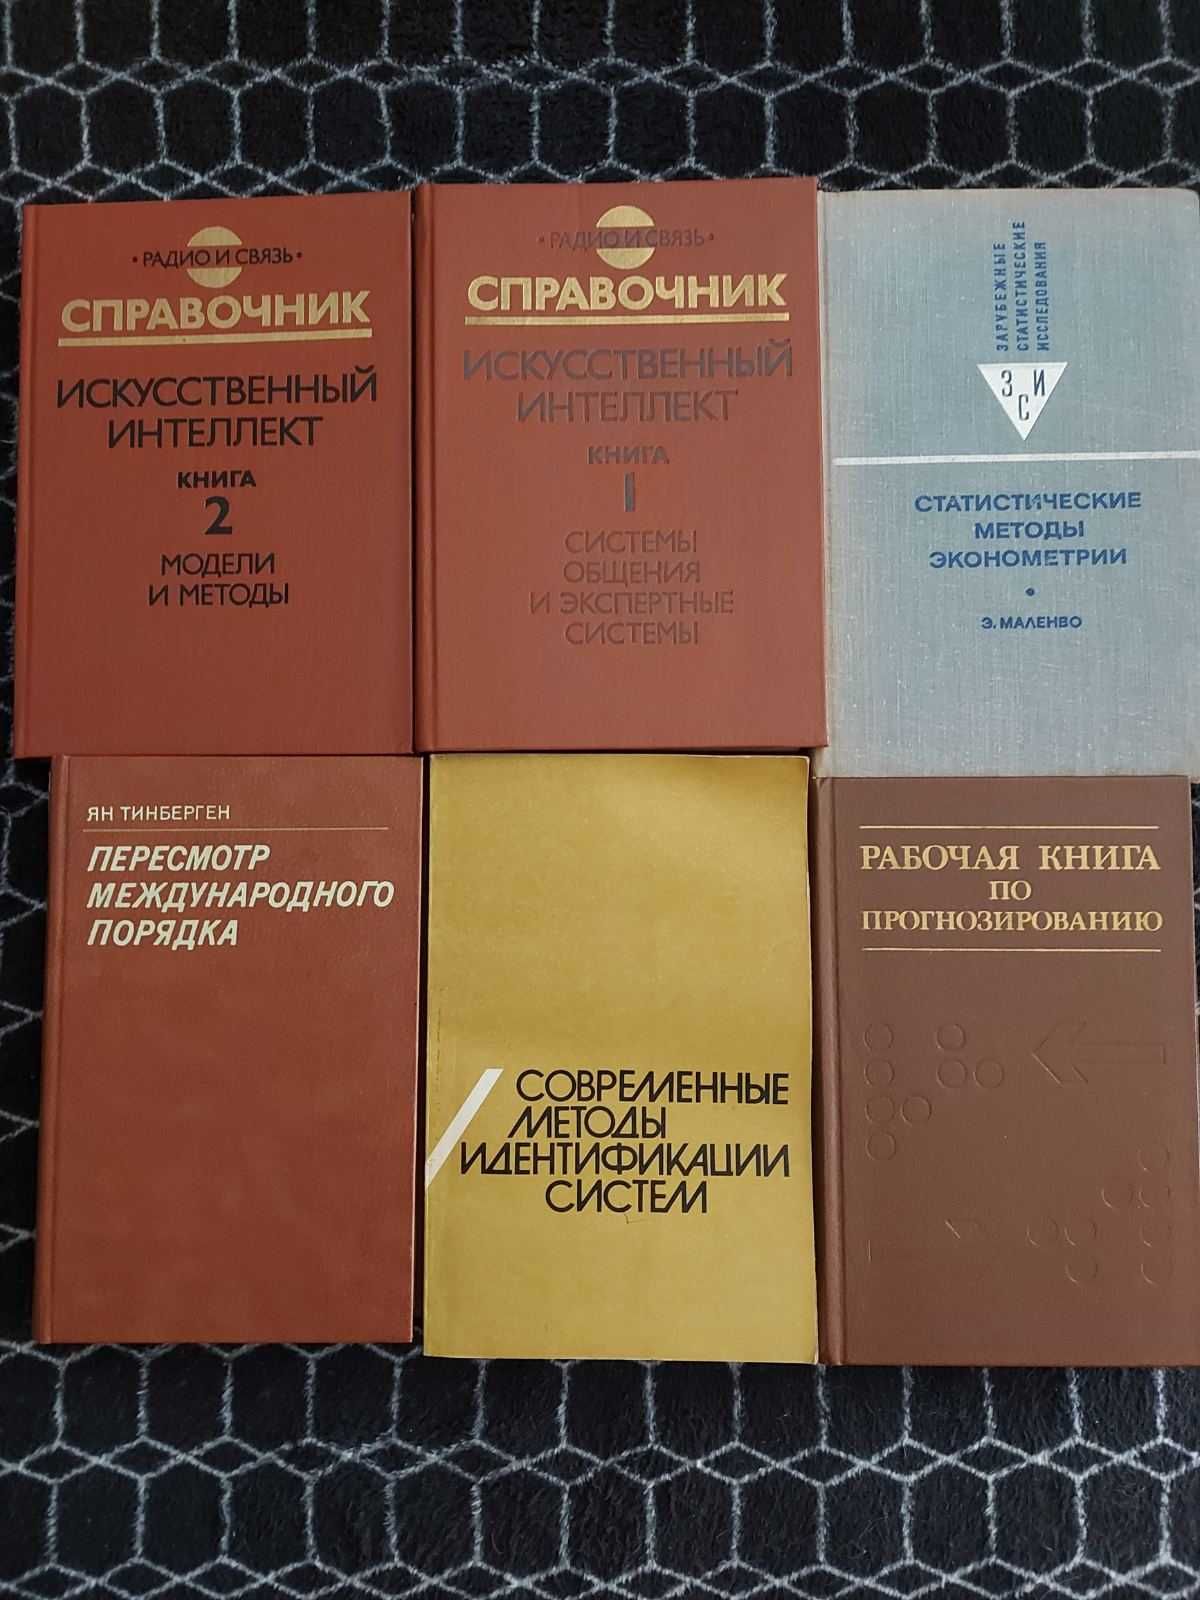 • РАДИО И СВЯЗЬ •
СПРАВОЧНИК
ИСКУССТВЕННЫЙ
ИНТЕЛЛЕКТ
КНИГА
2
МОДЕЛИ
И МЕТОДЫ
• РАДИО И СВЯЗЬ •
СПРАВОЧНИК
ИСКУССТВЕННЫЙ
ИНТЕЛЛЕКТ
КНИГА
1
СИСТЕМЫ
ОБЩЕНИЯ
И ЭКСПЕРТНЫЕ
СИСТЕМЫ
ЗАРУБЕЖНЫЕ
СТАТИСТИЧЕСКИЕ
ИССЛЕДОВАНИЯ
З С И
СТАТИСТИЧЕСКИЕ
МЕТОДЫ
ЭКОНОМЕТРИИ
•
Э. МАЛЕНВО
ЯН ТИНБЕРГЕН
ПЕРЕСМОТР
МЕЖДУНАРОДНОГО
ПОРЯДКА
СОВРЕМЕННЫЕ
МЕТОДЫ
ИДЕНТИФИКАЦИИ
СИСТЕМ
РАБОЧАЯ КНИГА
ПО
ПРОГНОЗИРОВАНИЮ